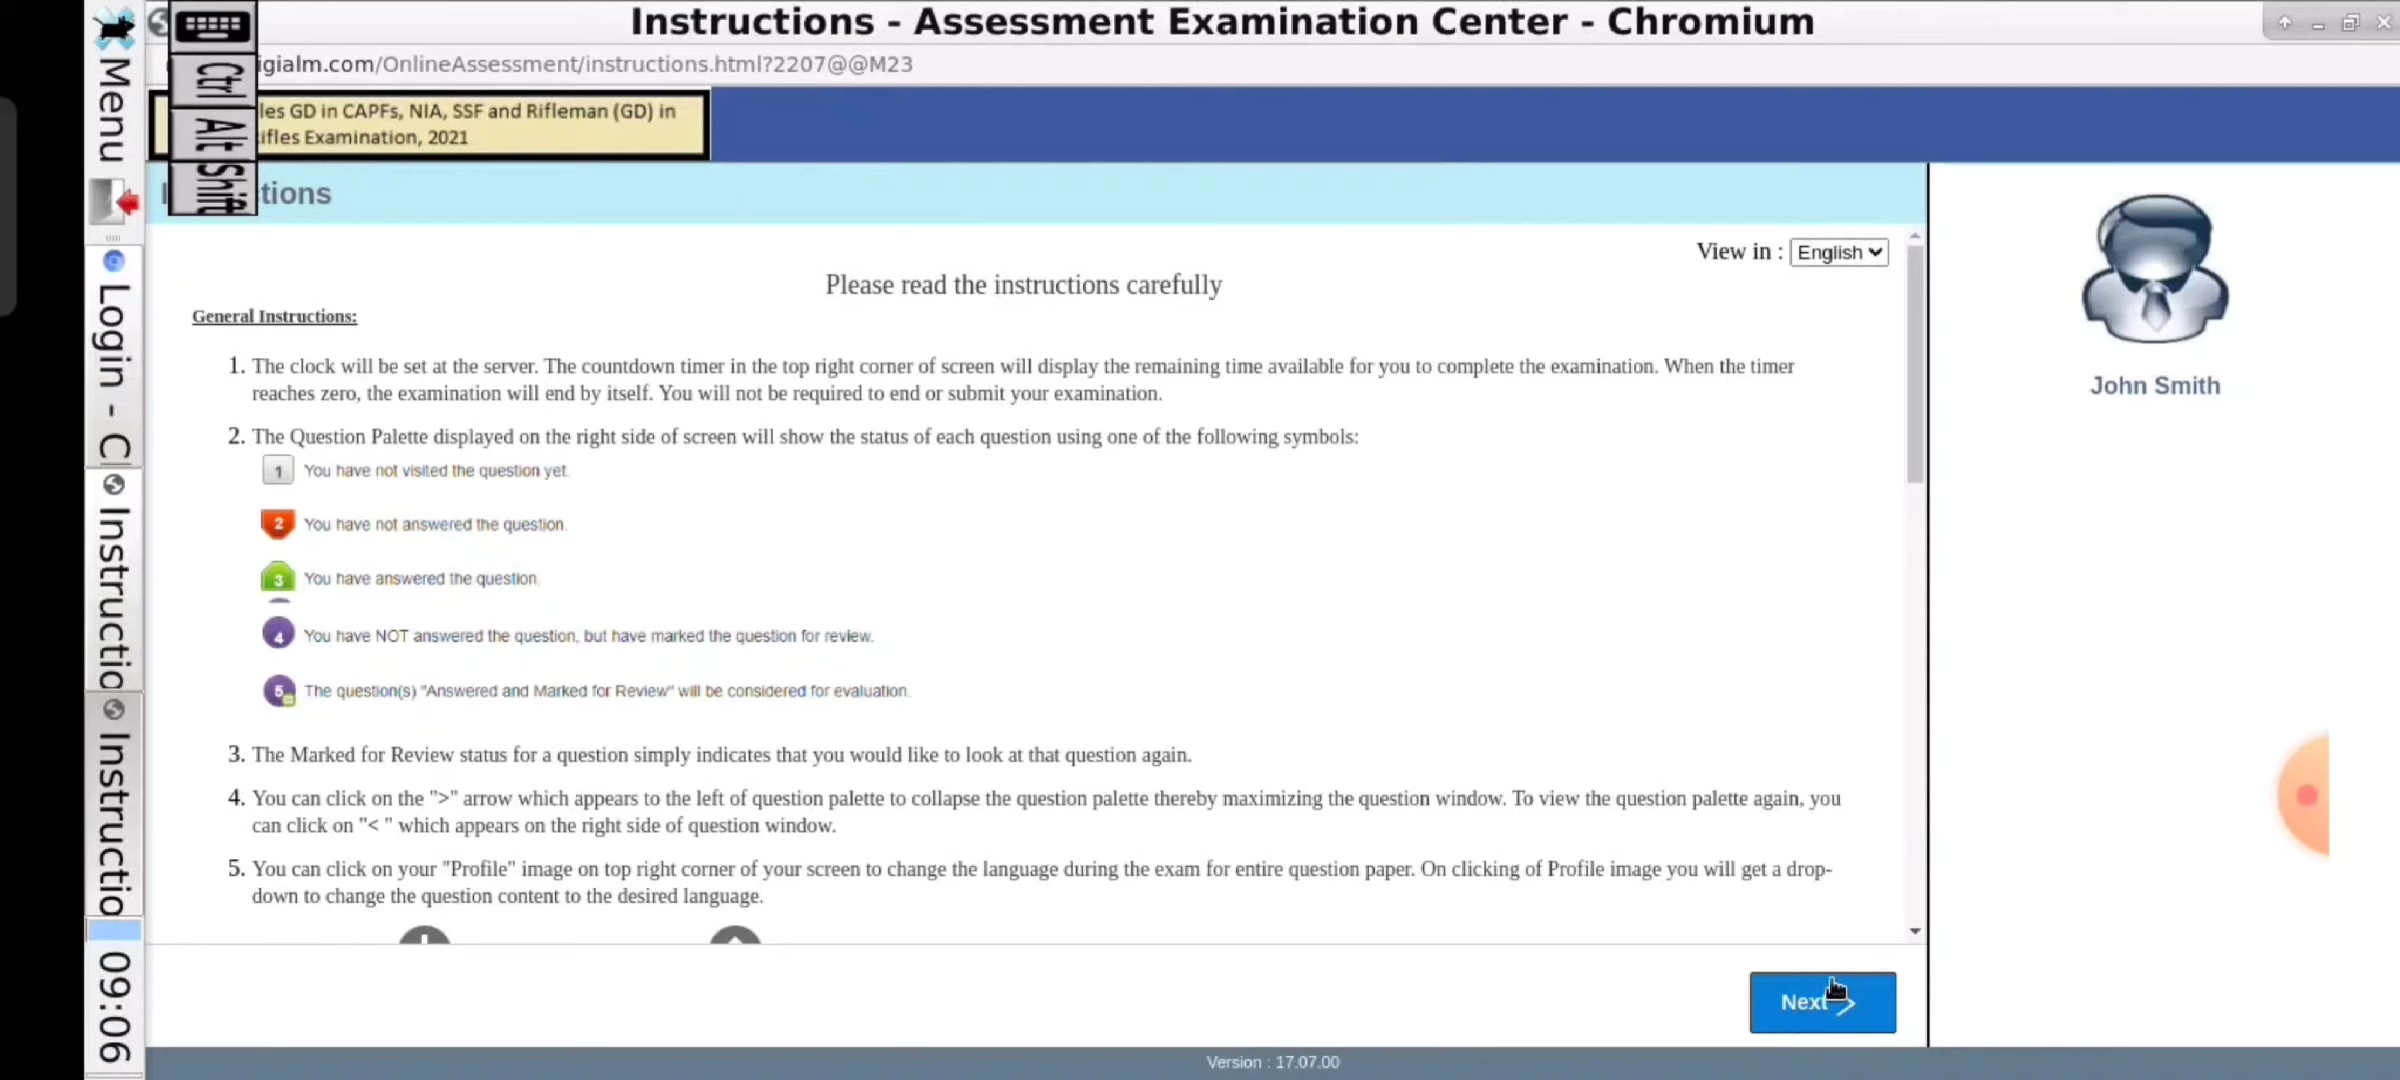 Instructions - Assessment Examination Center - Chromium
igialm.com/OnlineAssessment/instructions.html?2207@@M23
les GD in CAPFs, NIA, SSF and Rifleman (GD) in
ifles Examination, 2021
Ctrl
Alt
Shift
Menu
Login - C
Instructio
Instructio
09:06
tions
View in : English
Please read the instructions carefully
General Instructions:
1. The clock will be set at the server. The countdown timer in the top right corner of screen will display the remaining time available for you to complete the examination. When the timer
reaches zero, the examination will end by itself. You will not be required to end or submit your examination.
2. The Question Palette displayed on the right side of screen will show the status of each question using one of the following symbols:
1 You have not visited the question yet.
2 You have not answered the question.
3 You have answered the question.
4 You have NOT answered the question, but have marked the question for review.
5 The question(s) "Answered and Marked for Review" will be considered for evaluation.
3. The Marked for Review status for a question simply indicates that you would like to look at that question again.
4. You can click on the ">" arrow which appears to the left of question palette to collapse the question palette thereby maximizing the question window. To view the question palette again, you
can click on "< " which appears on the right side of question window.
5. You can click on your "Profile" image on top right corner of your screen to change the language during the exam for entire question paper. On clicking of Profile image you will get a drop-
down to change the question content to the desired language.
Next >
John Smith
Version : 17.07.00